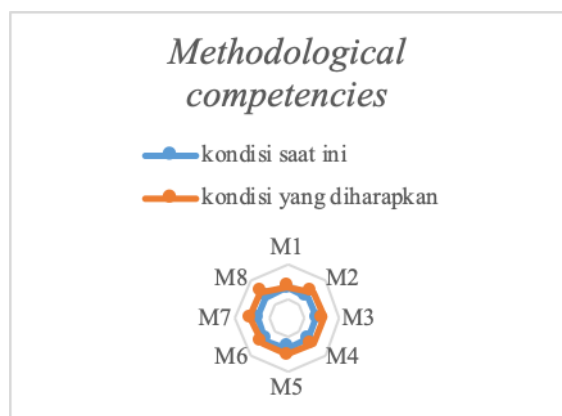 Methodological
competencies
kondisi saat ini
kondisi yang diharapkan
M1
M8 M2
M7 M3
M6 M4
M5